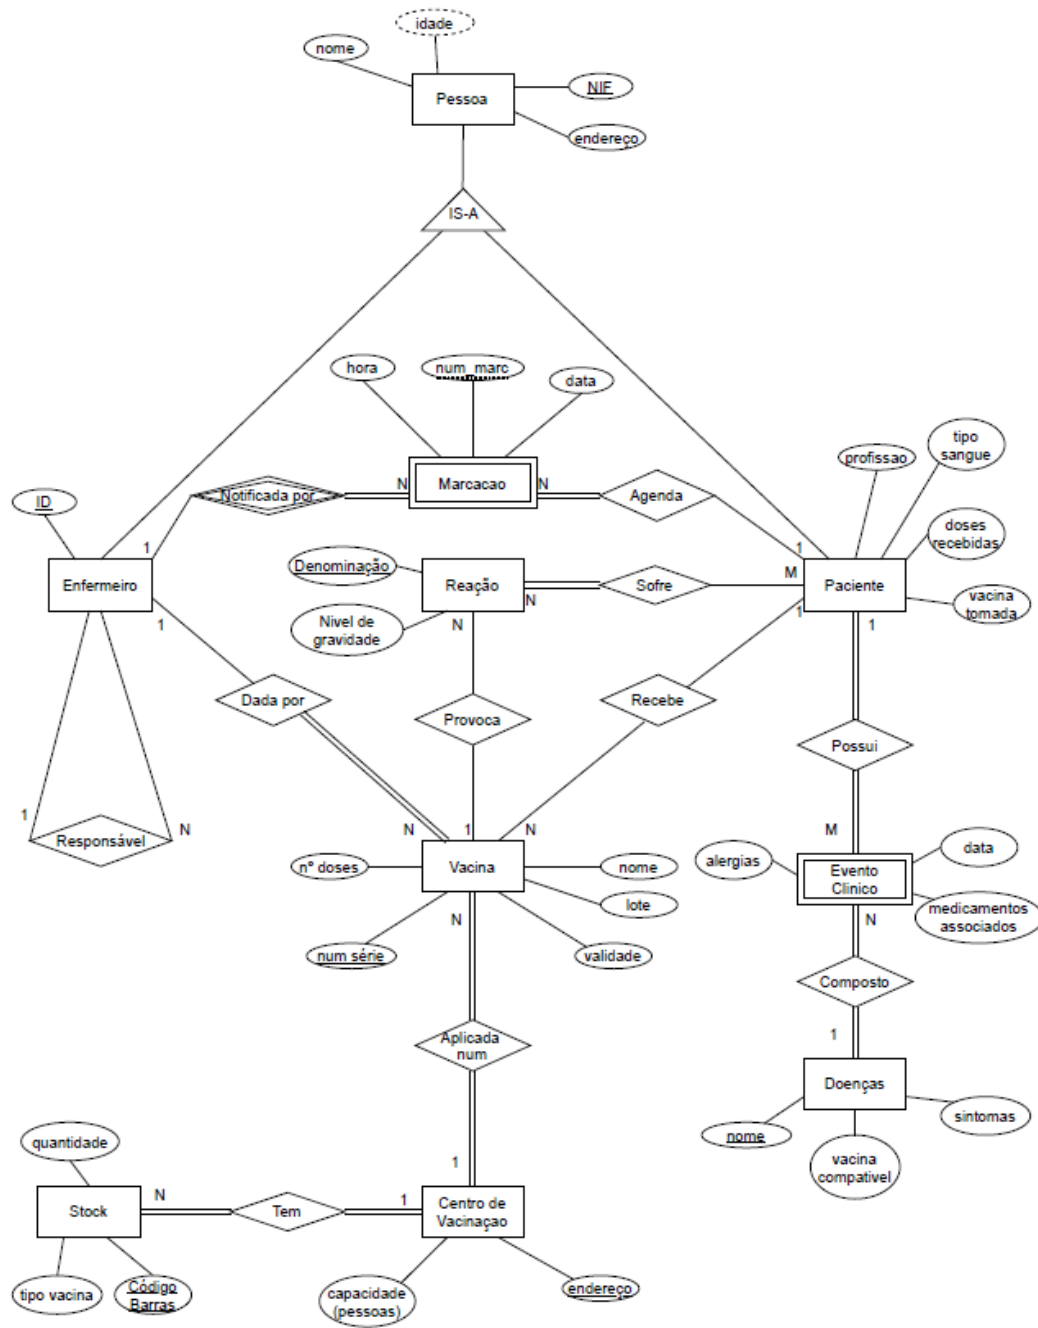 idade
nome
NIF
Pessoa
endereço
IS-A
hora
num_marc
data
tipo
sangue
profissao
Marcacao
N
N
Notificada por
Agenda
ID
1
1
doses
recebidas
Denominação
Enfermeiro
Reação
Sofre
M
Paciente
N
vacina
tomada
Nivel de
gravidade
1
N
1
1
Dada por
Recebe
Provoca
Possui
1
N
Responsável
N
1
N
M
nº doses
Vacina
nome
alergias
Evento
Clinico
data
lote
medicamentos
associados
N
N
num série
validade
Composto
Aplicada
num
1
Doenças
sintomas
nome
quantidade
vacina
compativel
1
N
1
Stock
Tem
Centro de
Vacinaçao
tipo vacina
Código
Barras
capacidade
(pessoas)
endereço